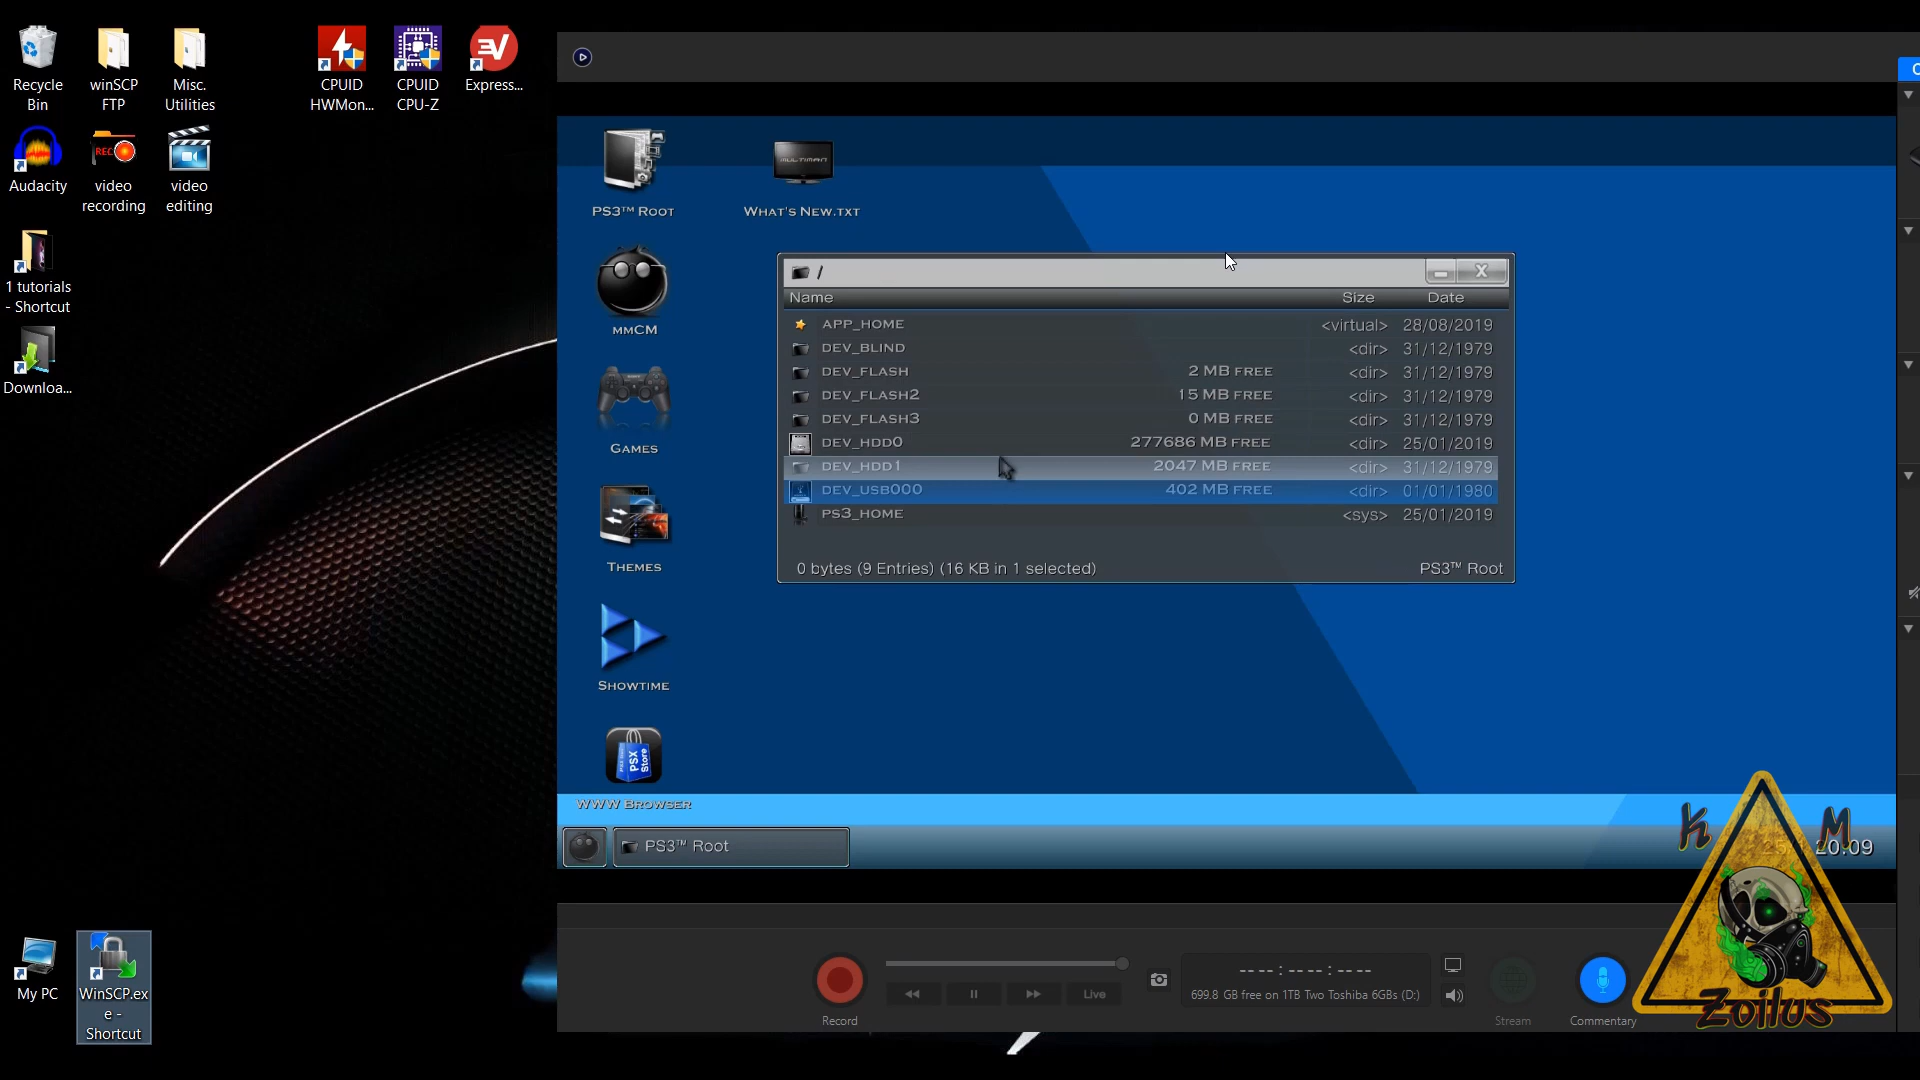 Recycle
Bin
winSCP
FTP
Misc.
Utilities
CPUID
HWMon...
CPUID
CPU-Z
Express...
Audacity
REC
video
recording
video
editing
1 tutorials
- Shortcut
Downloa...
My PC
WinSCP.ex
e -
Shortcut
PS3™ Root
MULTIMAN
What's New.txt
mmCM
Games
Themes
Showtime
PSX
Store
WWW Browser
/
Name Size Date
APP_HOME <virtual> 28/08/2019
DEV_BLIND <dir> 31/12/1979
DEV_FLASH 2 MB FREE <dir> 31/12/1979
DEV_FLASH2 15 MB FREE <dir> 31/12/1979
DEV_FLASH3 0 MB FREE <dir> 31/12/1979
DEV_HDD0 277686 MB FREE <dir> 25/01/2019
DEV_HDD1 2047 MB FREE <dir> 31/12/1979
DEV_USB000 402 MB FREE <dir> 01/01/1980
PS3_HOME <sys> 25/01/2019
0 bytes (9 Entries) (16 KB in 1 selected) PS3™ Root
PS3™ Root
20:09
K M
Zoilus
Record
Live
-- -- : -- -- : -- --
699.8 GB free on 1TB Two Toshiba 6GBs (D:)
Stream
Commentary